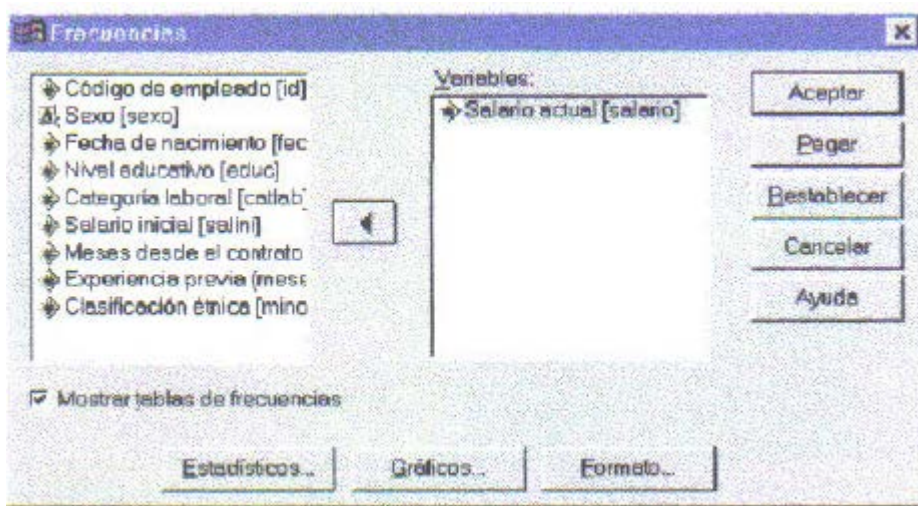 Frecuencias
Código de empleado [id]
Sexo [sexo]
Fecha de nacimiento [fec
Nivel educativo [educ]
Categoría laboral [catlab]
Salario inicial [salini]
Meses desde el contrato
Experiencia previa (mese
Clasificación étnica [mino
Variables:
Salario actual [salario]
Aceptar
Pegar
Restablecer
Cancelar
Ayuda
Mostrar tablas de frecuencias
Estadísticos...
Gráficos...
Formato...